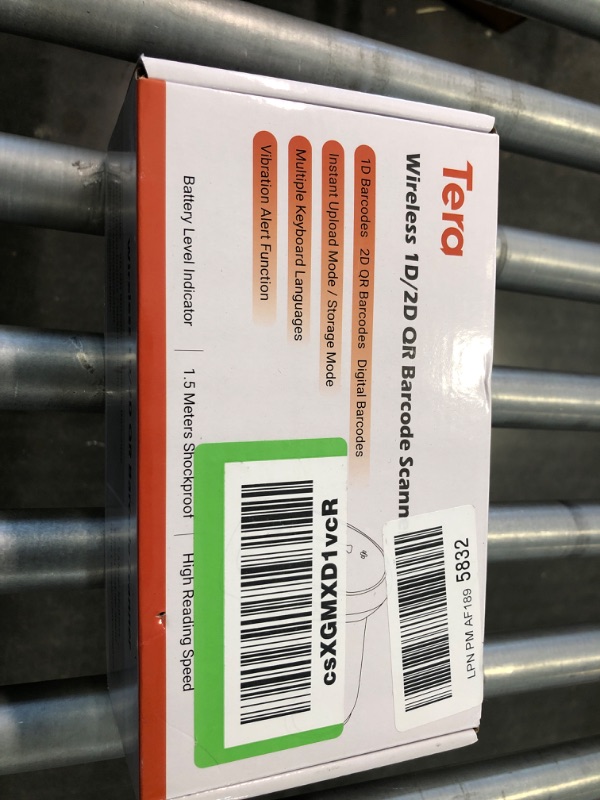 Tera
Wireless 1D/2D QR Barcode Scann
1D Barcodes 2D QR Barcodes Digital Barcodes
Instant Upload Mode / Storage Mode
Multiple Keyboard Languages
Vibration Alert Function
Battery Level Indicator | 1.5 Meters Shockproof | High Reading Speed
LPN PM AF189 5832
csXGMXD1vcR